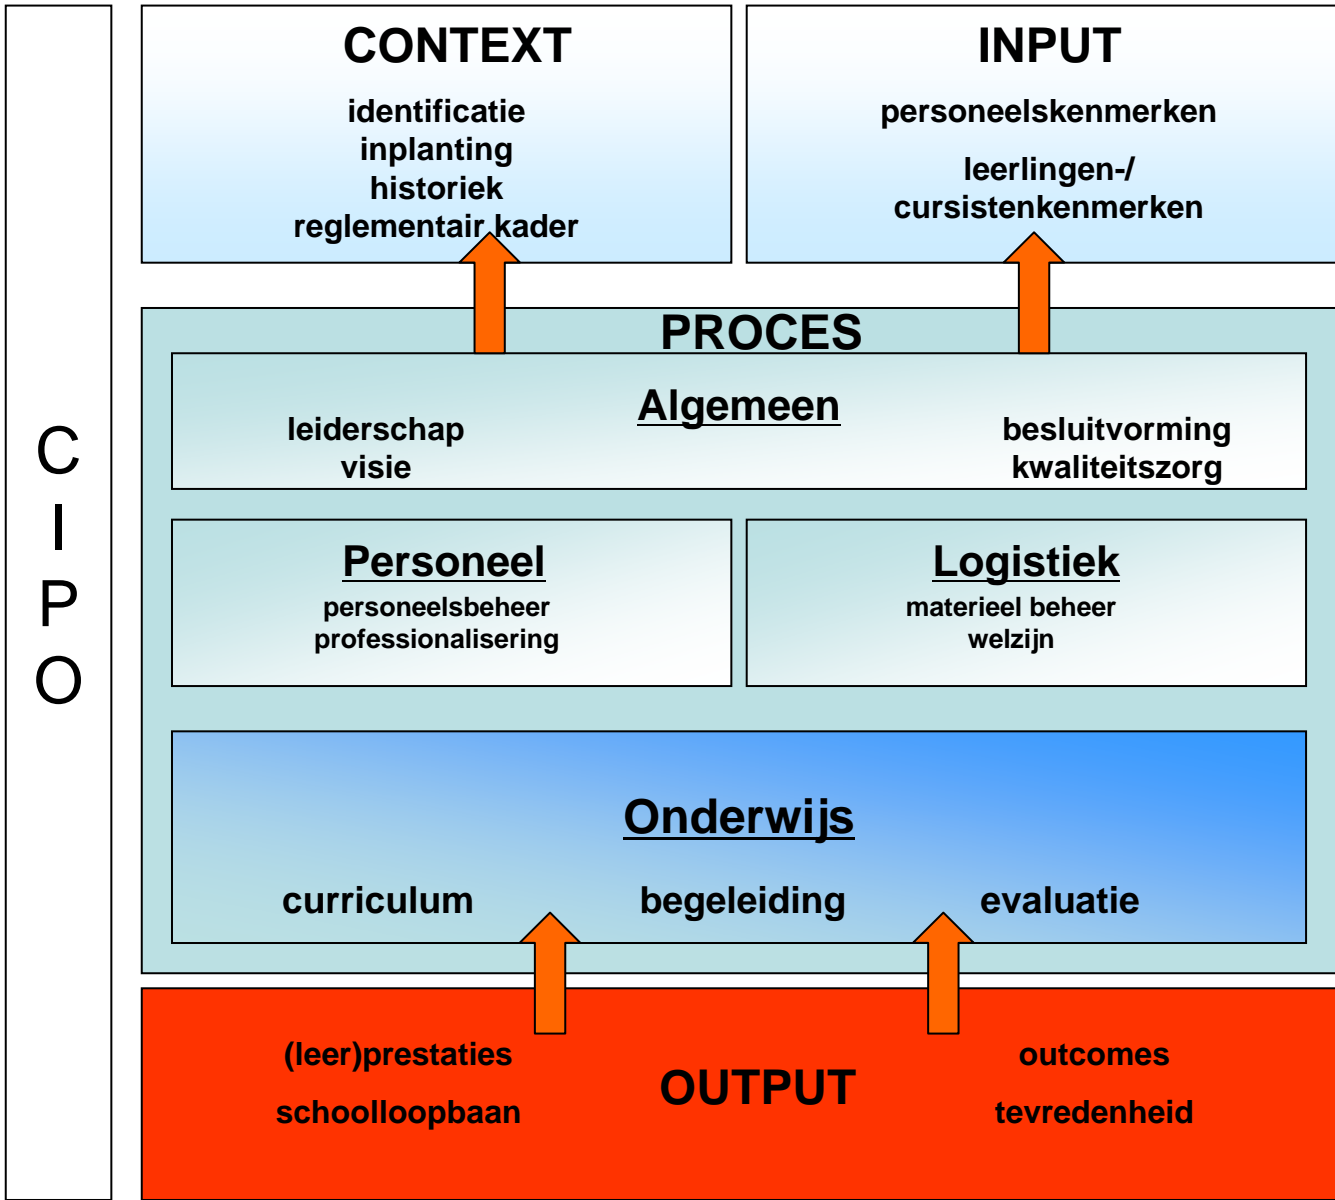 C
I
P
O
CONTEXT
identificatie
inplanting
historiek
reglementair kader
INPUT
personeelskenmerken
leerlingen-/
cursistenkenmerken
PROCES
Algemeen
leiderschap
visie
besluitvorming
kwaliteitszorg
Personeel
personeelsbeheer
professionalisering
Logistiek
materieel beheer
welzijn
Onderwijs
curriculum begeleiding evaluatie
(leer)prestaties
schoolloopbaan
OUTPUT
outcomes
tevredenheid